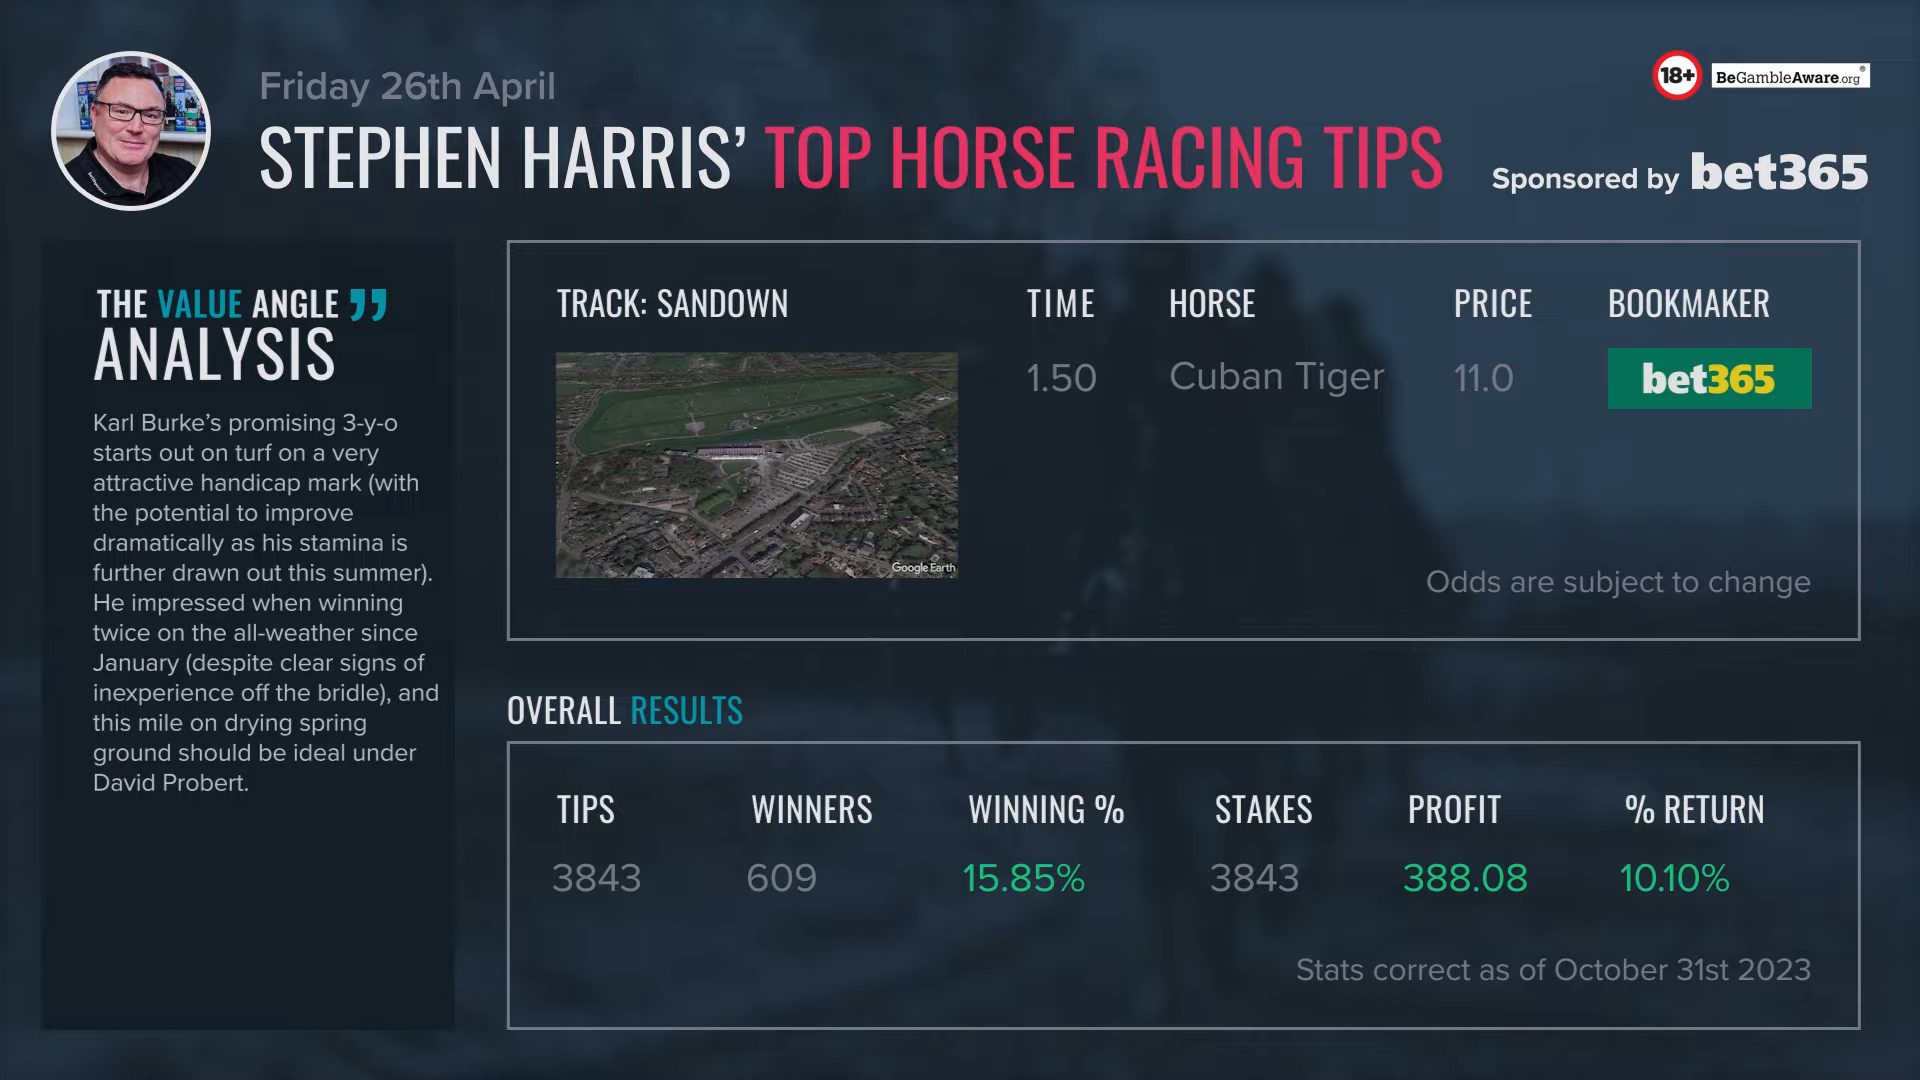 Friday 26th April
STEPHEN HARRIS’ TOP HORSE RACING TIPS
18+
BeGambleAware.org®
Sponsored by bet365
THE VALUE ANGLE ”
ANALYSIS
Karl Burke’s promising 3-y-o
starts out on turf on a very
attractive handicap mark (with
the potential to improve
dramatically as his stamina is
further drawn out this summer).
He impressed when winning
twice on the all-weather since
January (despite clear signs of
inexperience off the bridle), and
this mile on drying spring
ground should be ideal under
David Probert.
TRACK: SANDOWN
TIME HORSE PRICE BOOKMAKER
1.50 Cuban Tiger 11.0 bet365
Google Earth
Odds are subject to change
OVERALL RESULTS
TIPS WINNERS WINNING % STAKES PROFIT % RETURN
3843 609 15.85% 3843 388.08 10.10%
Stats correct as of October 31st 2023